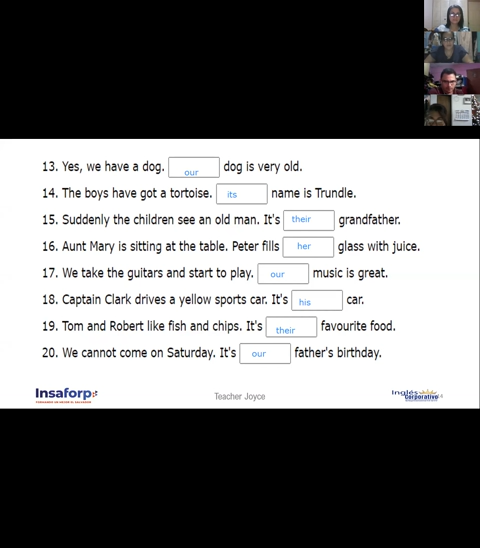 13. Yes, we have a dog. our dog is very old.
14. The boys have got a tortoise. its name is Trundle.
15. Suddenly the children see an old man. It's their grandfather.
16. Aunt Mary is sitting at the table. Peter fills her glass with juice.
17. We take the guitars and start to play. our music is great.
18. Captain Clark drives a yellow sports car. It's his car.
19. Tom and Robert like fish and chips. It's their favourite food.
20. We cannot come on Saturday. It's our father's birthday.
Insaforp
Teacher Joyce
Inglés
Corporativo